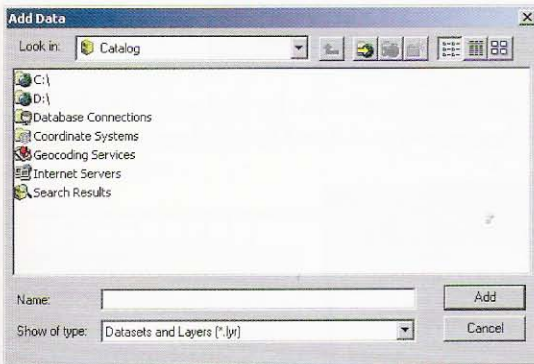 Add Data
Look in: Catalog
C:\
D:\
Database Connections
Coordinate Systems
Geocoding Services
Internet Servers
Search Results
Name: Add
Show of type: Datasets and Layers (*.lyr) Cancel